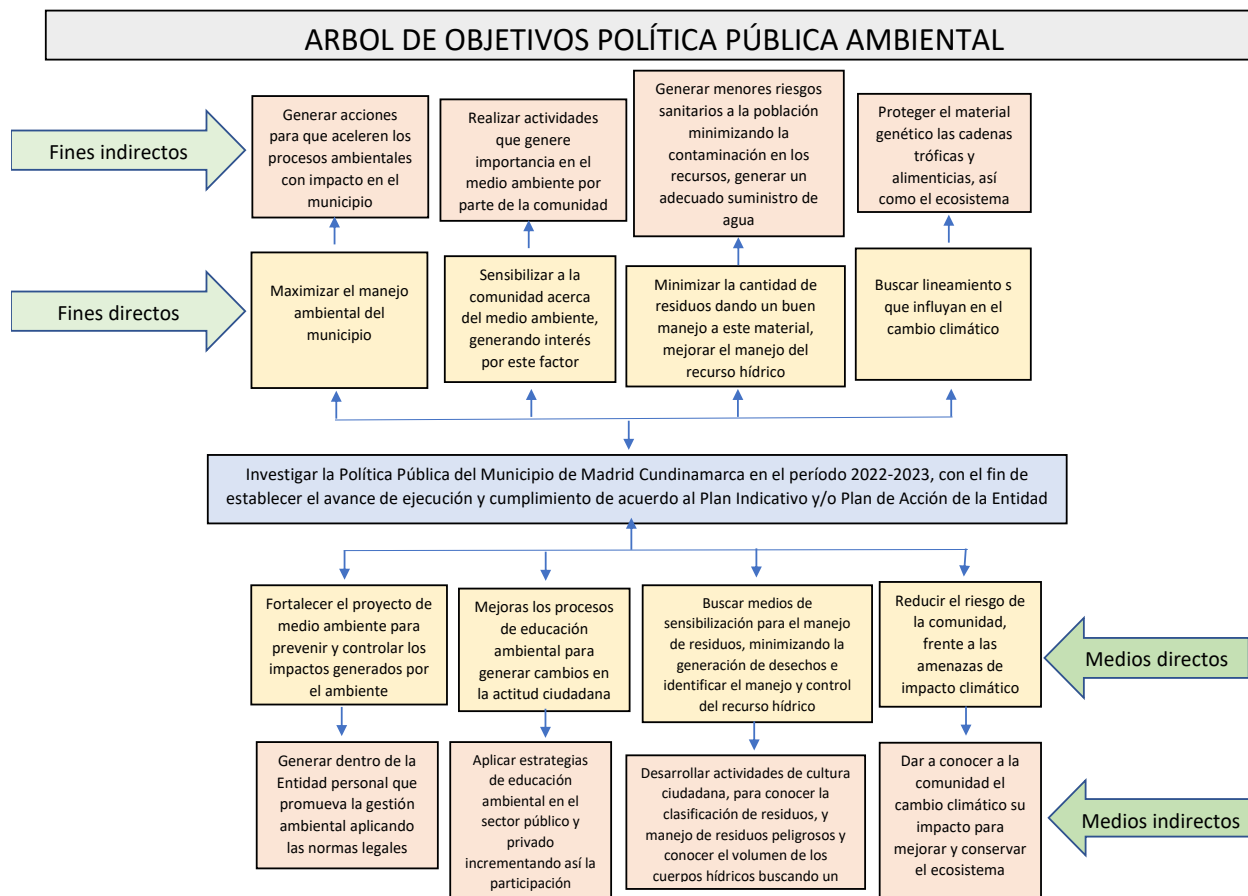 ARBOL DE OBJETIVOS POLÍTICA PÚBLICA AMBIENTAL
Fines indirectos
Generar acciones
para que aceleren los
procesos ambientales
con impacto en el
municipio
Realizar actividades
que genere
importancia en el
medio ambiente por
parte de la comunidad
Generar menores riesgos
sanitarios a la población
minimizando la
contaminación en los
recursos, generar un
adecuado suministro de
agua
Proteger el material
genético las cadenas
tróficas y
alimenticias, así
como el ecosistema
Fines directos
Maximizar el manejo
ambiental del
municipio
Sensibilizar a la
comunidad acerca
del medio ambiente,
generando interés
por este factor
Minimizar la cantidad de
residuos dando un buen
manejo a este material,
mejorar el manejo del
recurso hídrico
Buscar lineamiento s
que influyan en el
cambio climático
Investigar la Política Pública del Municipio de Madrid Cundinamarca en el período 2022-2023, con el fin de
establecer el avance de ejecución y cumplimiento de acuerdo al Plan Indicativo y/o Plan de Acción de la Entidad
Fortalecer el proyecto de
medio ambiente para
prevenir y controlar los
impactos generados por
el ambiente
Mejoras los procesos
de educación
ambiental para
generar cambios en
la actitud ciudadana
Buscar medios de
sensibilización para el manejo
de residuos, minimizando la
generación de desechos e
identificar el manejo y control
del recurso hídrico
Reducir el riesgo de
la comunidad,
frente a las
amenazas de
impacto climático
Medios directos
Generar dentro de la
Entidad personal que
promueva la gestión
ambiental aplicando
las normas legales
Aplicar estrategias
de educación
ambiental en el
sector público y
privado
incrementando así la
participación
Desarrollar actividades de cultura
ciudadana, para conocer la
clasificación de residuos, y
manejo de residuos peligrosos y
conocer el volumen de los
cuerpos hídricos buscando un
Dar a conocer a la
comunidad el
cambio climático su
impacto para
mejorar y conservar
el ecosistema
Medios indirectos